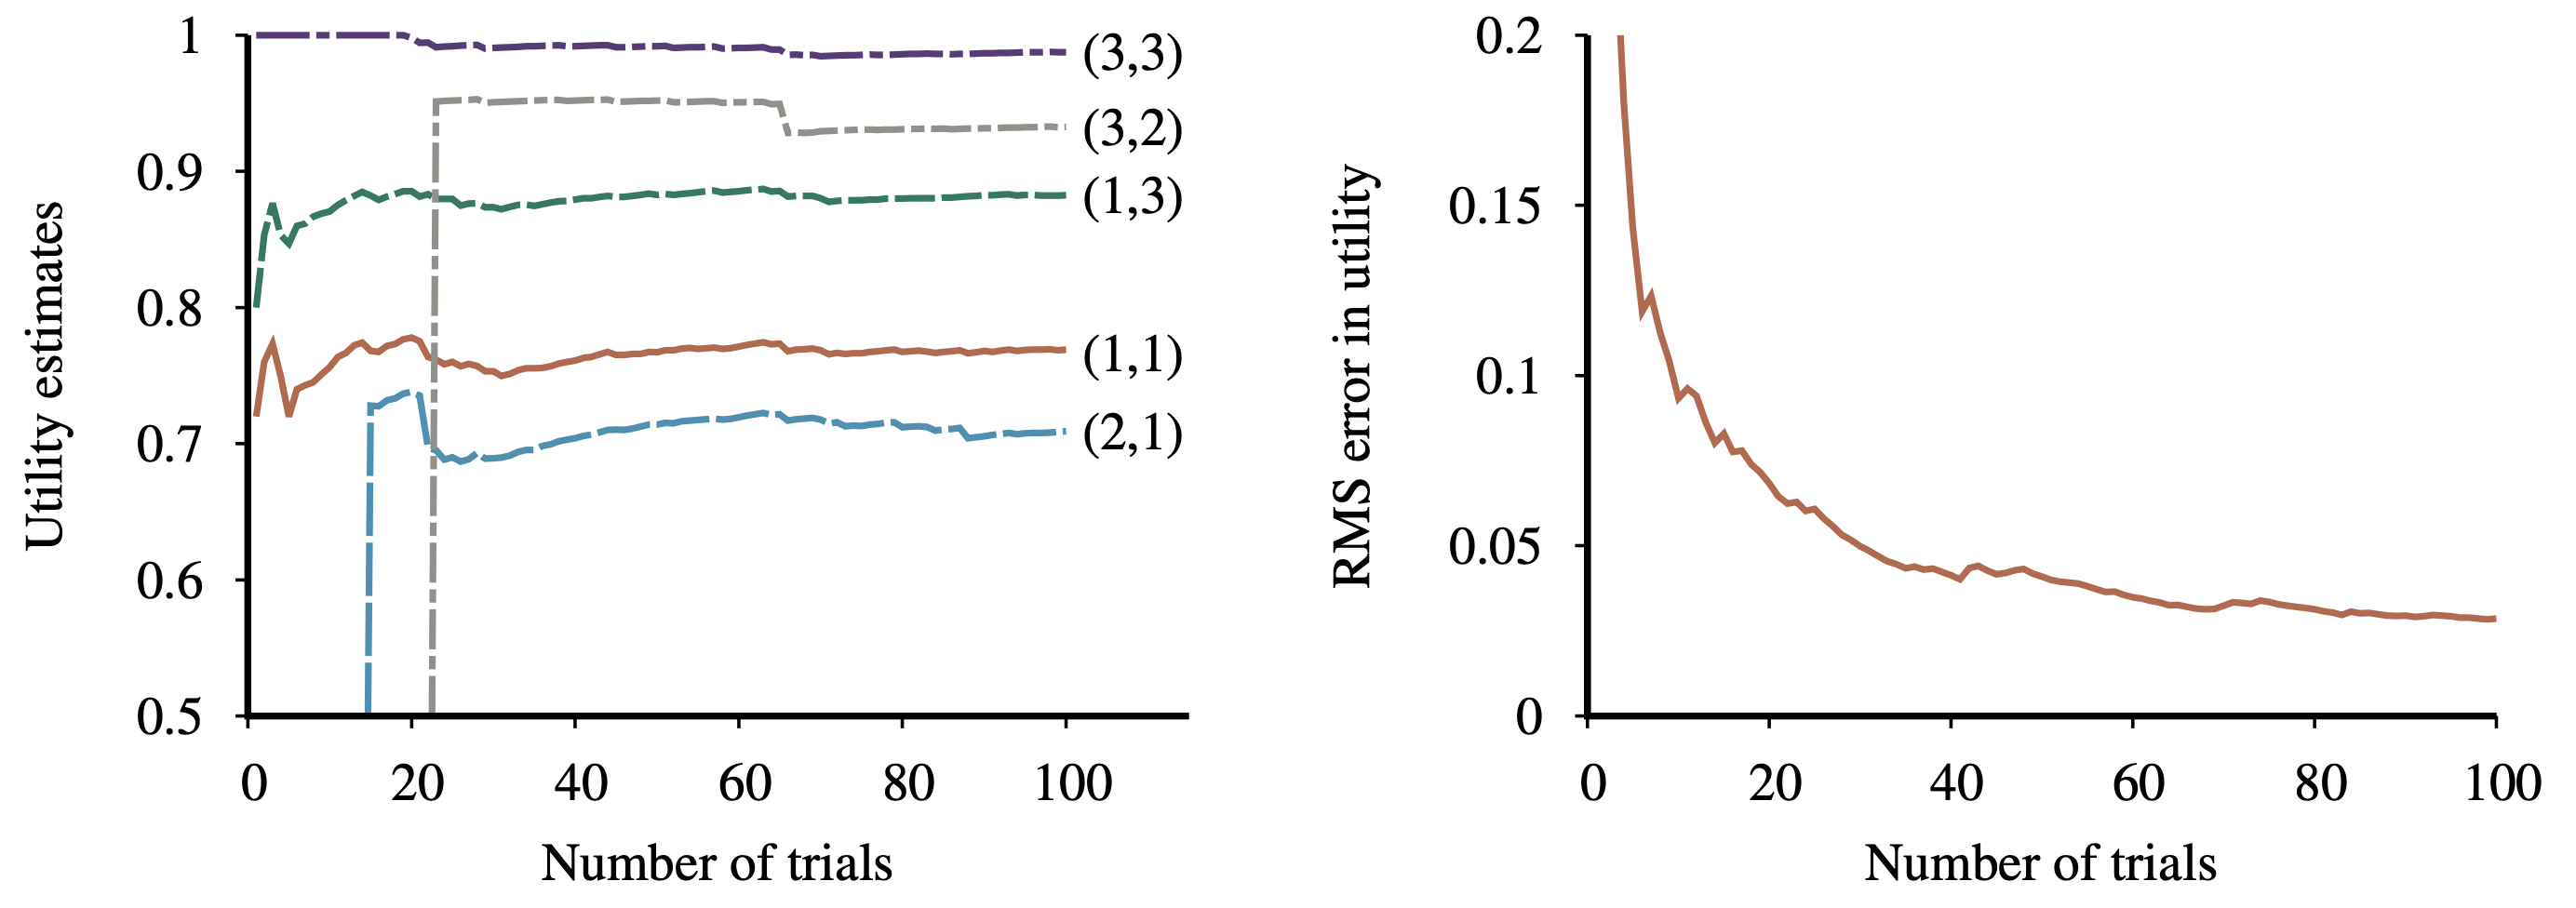 Utility estimates
1
0.9
0.8
0.7
0.6
0.5
(3,3)
(3,2)
(1,3)
(1,1)
(2,1)
0 20 40 60 80 100
Number of trials
RMS error in utility
0.2
0.15
0.1
0.05
0
0 20 40 60 80 100
Number of trials